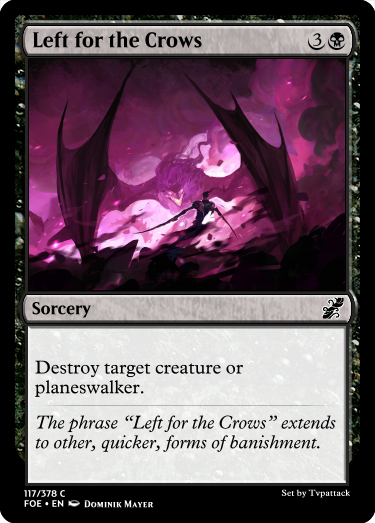 Left for the Crows 3
Sorcery
Destroy target creature or
planeswalker.
The phrase “Left for the Crows” extends
to other, quicker, forms of banishment.
117/378 C
FOE • EN Dominik Mayer
Set by Tvpattack